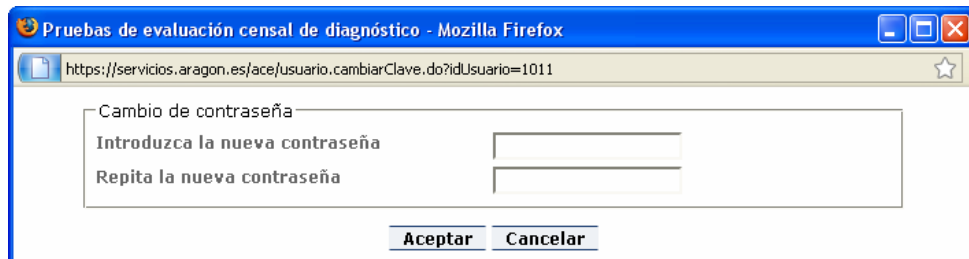 Pruebas de evaluación censal de diagnóstico - Mozilla Firefox
https://servicios.aragon.es/ace/usuario.cambiarClave.do?idUsuario=1011
Cambio de contraseña
Introduzca la nueva contraseña
Repita la nueva contraseña
Aceptar Cancelar